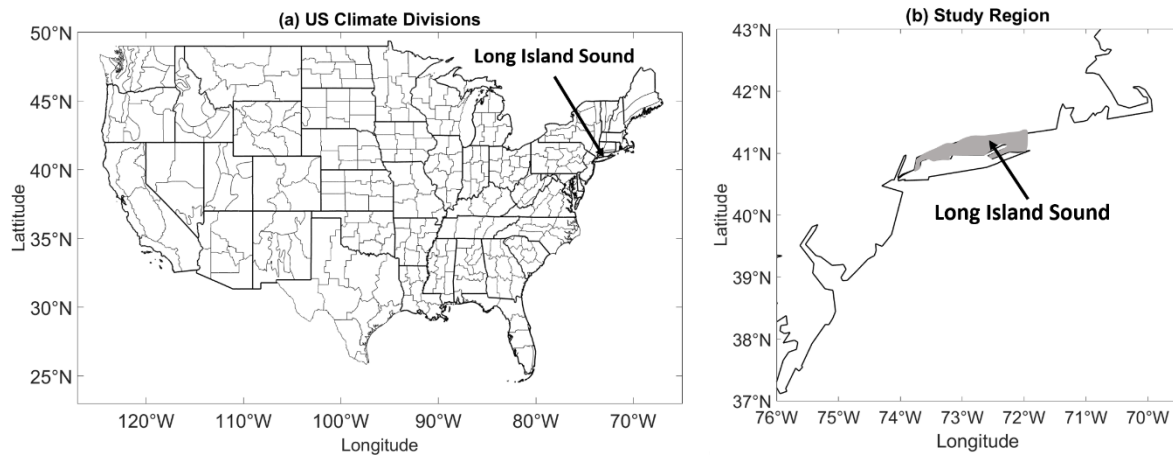 (a) US Climate Divisions
50°N
45°N
40°N
35°N
30°N
25°N
Latitude
Long Island Sound
120°W
110°W
100°W
90°W
80°W
70°W
Longitude
(b) Study Region
43°N
42°N
41°N
40°N
39°N
38°N
37°N
Latitude
Long Island Sound
76°W
75°W
74°W
73°W
72°W
71°W
70°W
Longitude